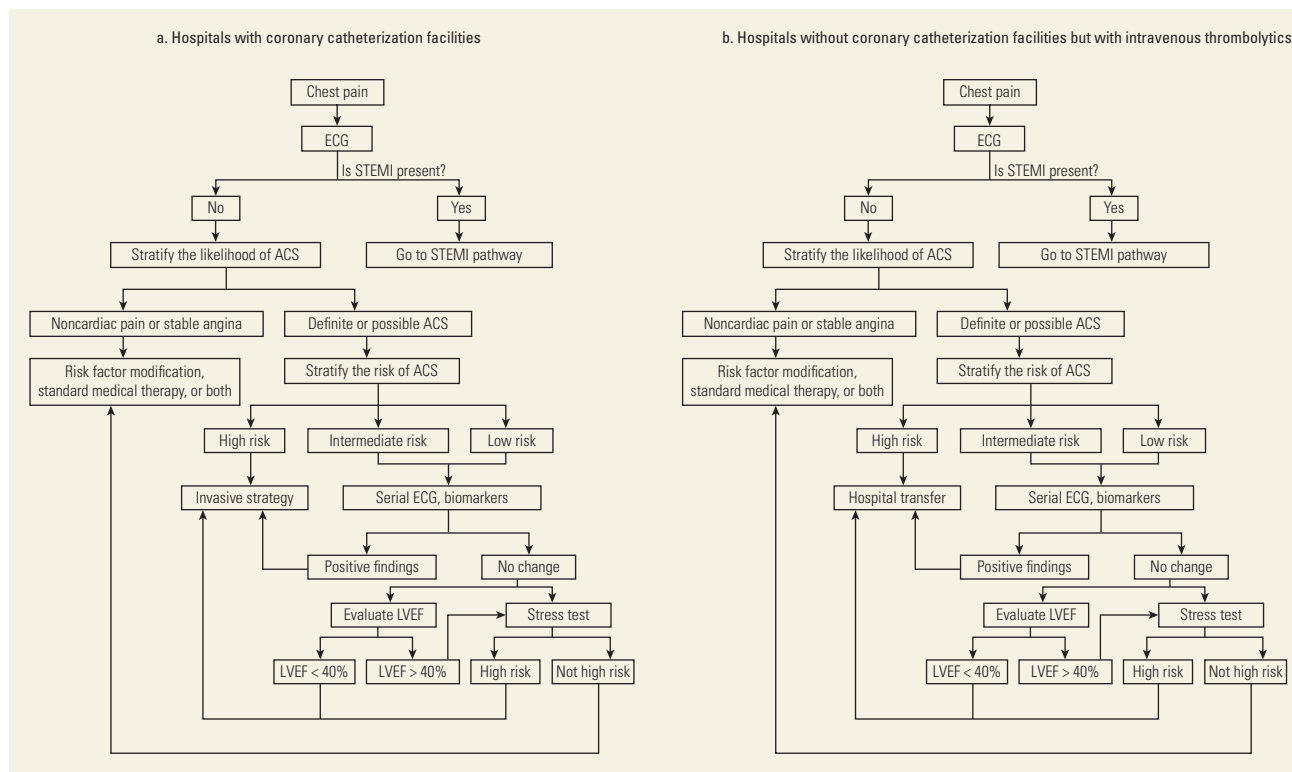 a. Hospitals with coronary catheterization facilities
Chest pain
ECG
Is STEMI present?
No
Yes
Stratify the likelihood of ACS
Go to STEMI pathway
Noncardiac pain or stable angina
Definite or possible ACS
Risk factor modification,
standard medical therapy, or both
Stratify the risk of ACS
High risk
Intermediate risk
Low risk
Invasive strategy
Serial ECG, biomarkers
Positive findings
No change
Evaluate LVEF
Stress test
LVEF < 40%
LVEF > 40%
High risk
Not high risk
b. Hospitals without coronary catheterization facilities but with intravenous thrombolytics
Chest pain
ECG
Is STEMI present?
No
Yes
Stratify the likelihood of ACS
Go to STEMI pathway
Noncardiac pain or stable angina
Definite or possible ACS
Risk factor modification,
standard medical therapy, or both
Stratify the risk of ACS
High risk
Intermediate risk
Low risk
Hospital transfer
Serial ECG, biomarkers
Positive findings
No change
Evaluate LVEF
Stress test
LVEF < 40%
LVEF > 40%
High risk
Not high risk